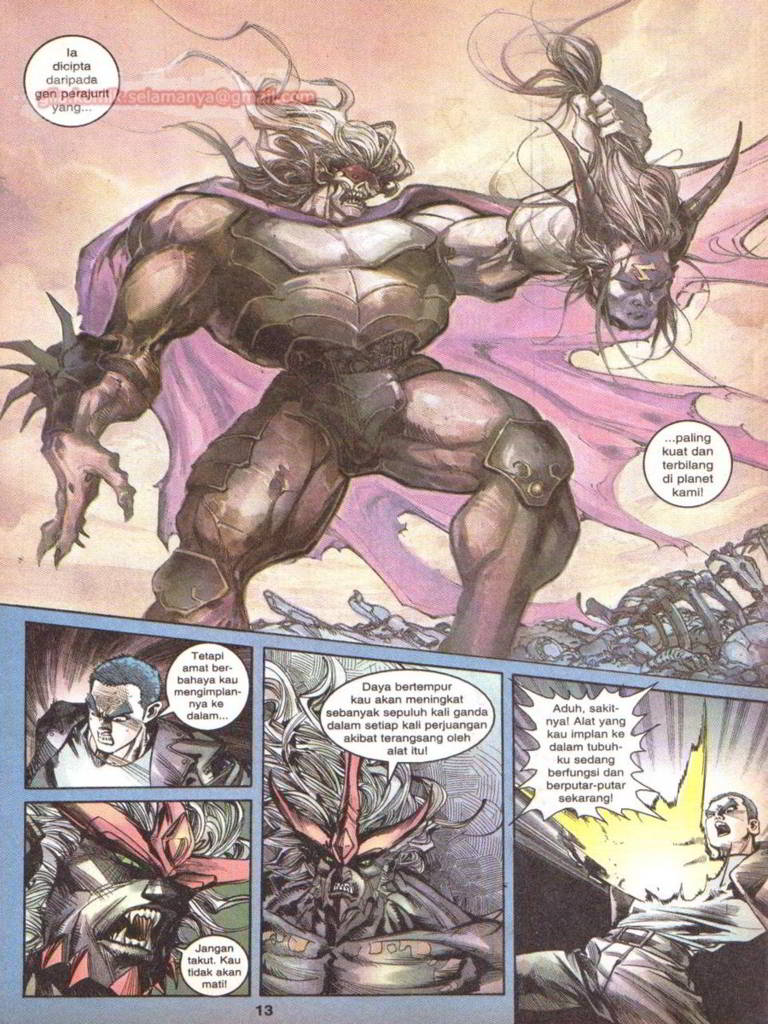 Ia
dicipta
daripada
gen perajurit
yang...
...paling
kuat dan
terbilang
di planet
kami!
Tetapi
amat ber-
bahaya kau
mengimplan-
nya ke
dalam...
Jangan
takut. Kau
tidak akan
mati!
Daya bertempur
kau akan meningkat
sebanyak sepuluh kali ganda
dalam setiap kali perjuangan
akibat terangsang oleh
alat itu!
Aduh, sakit-
nya! Alat yang
kau implan ke
dalam tubuh-
ku sedang
berfungsi dan
berputar-putar
sekarang!
13